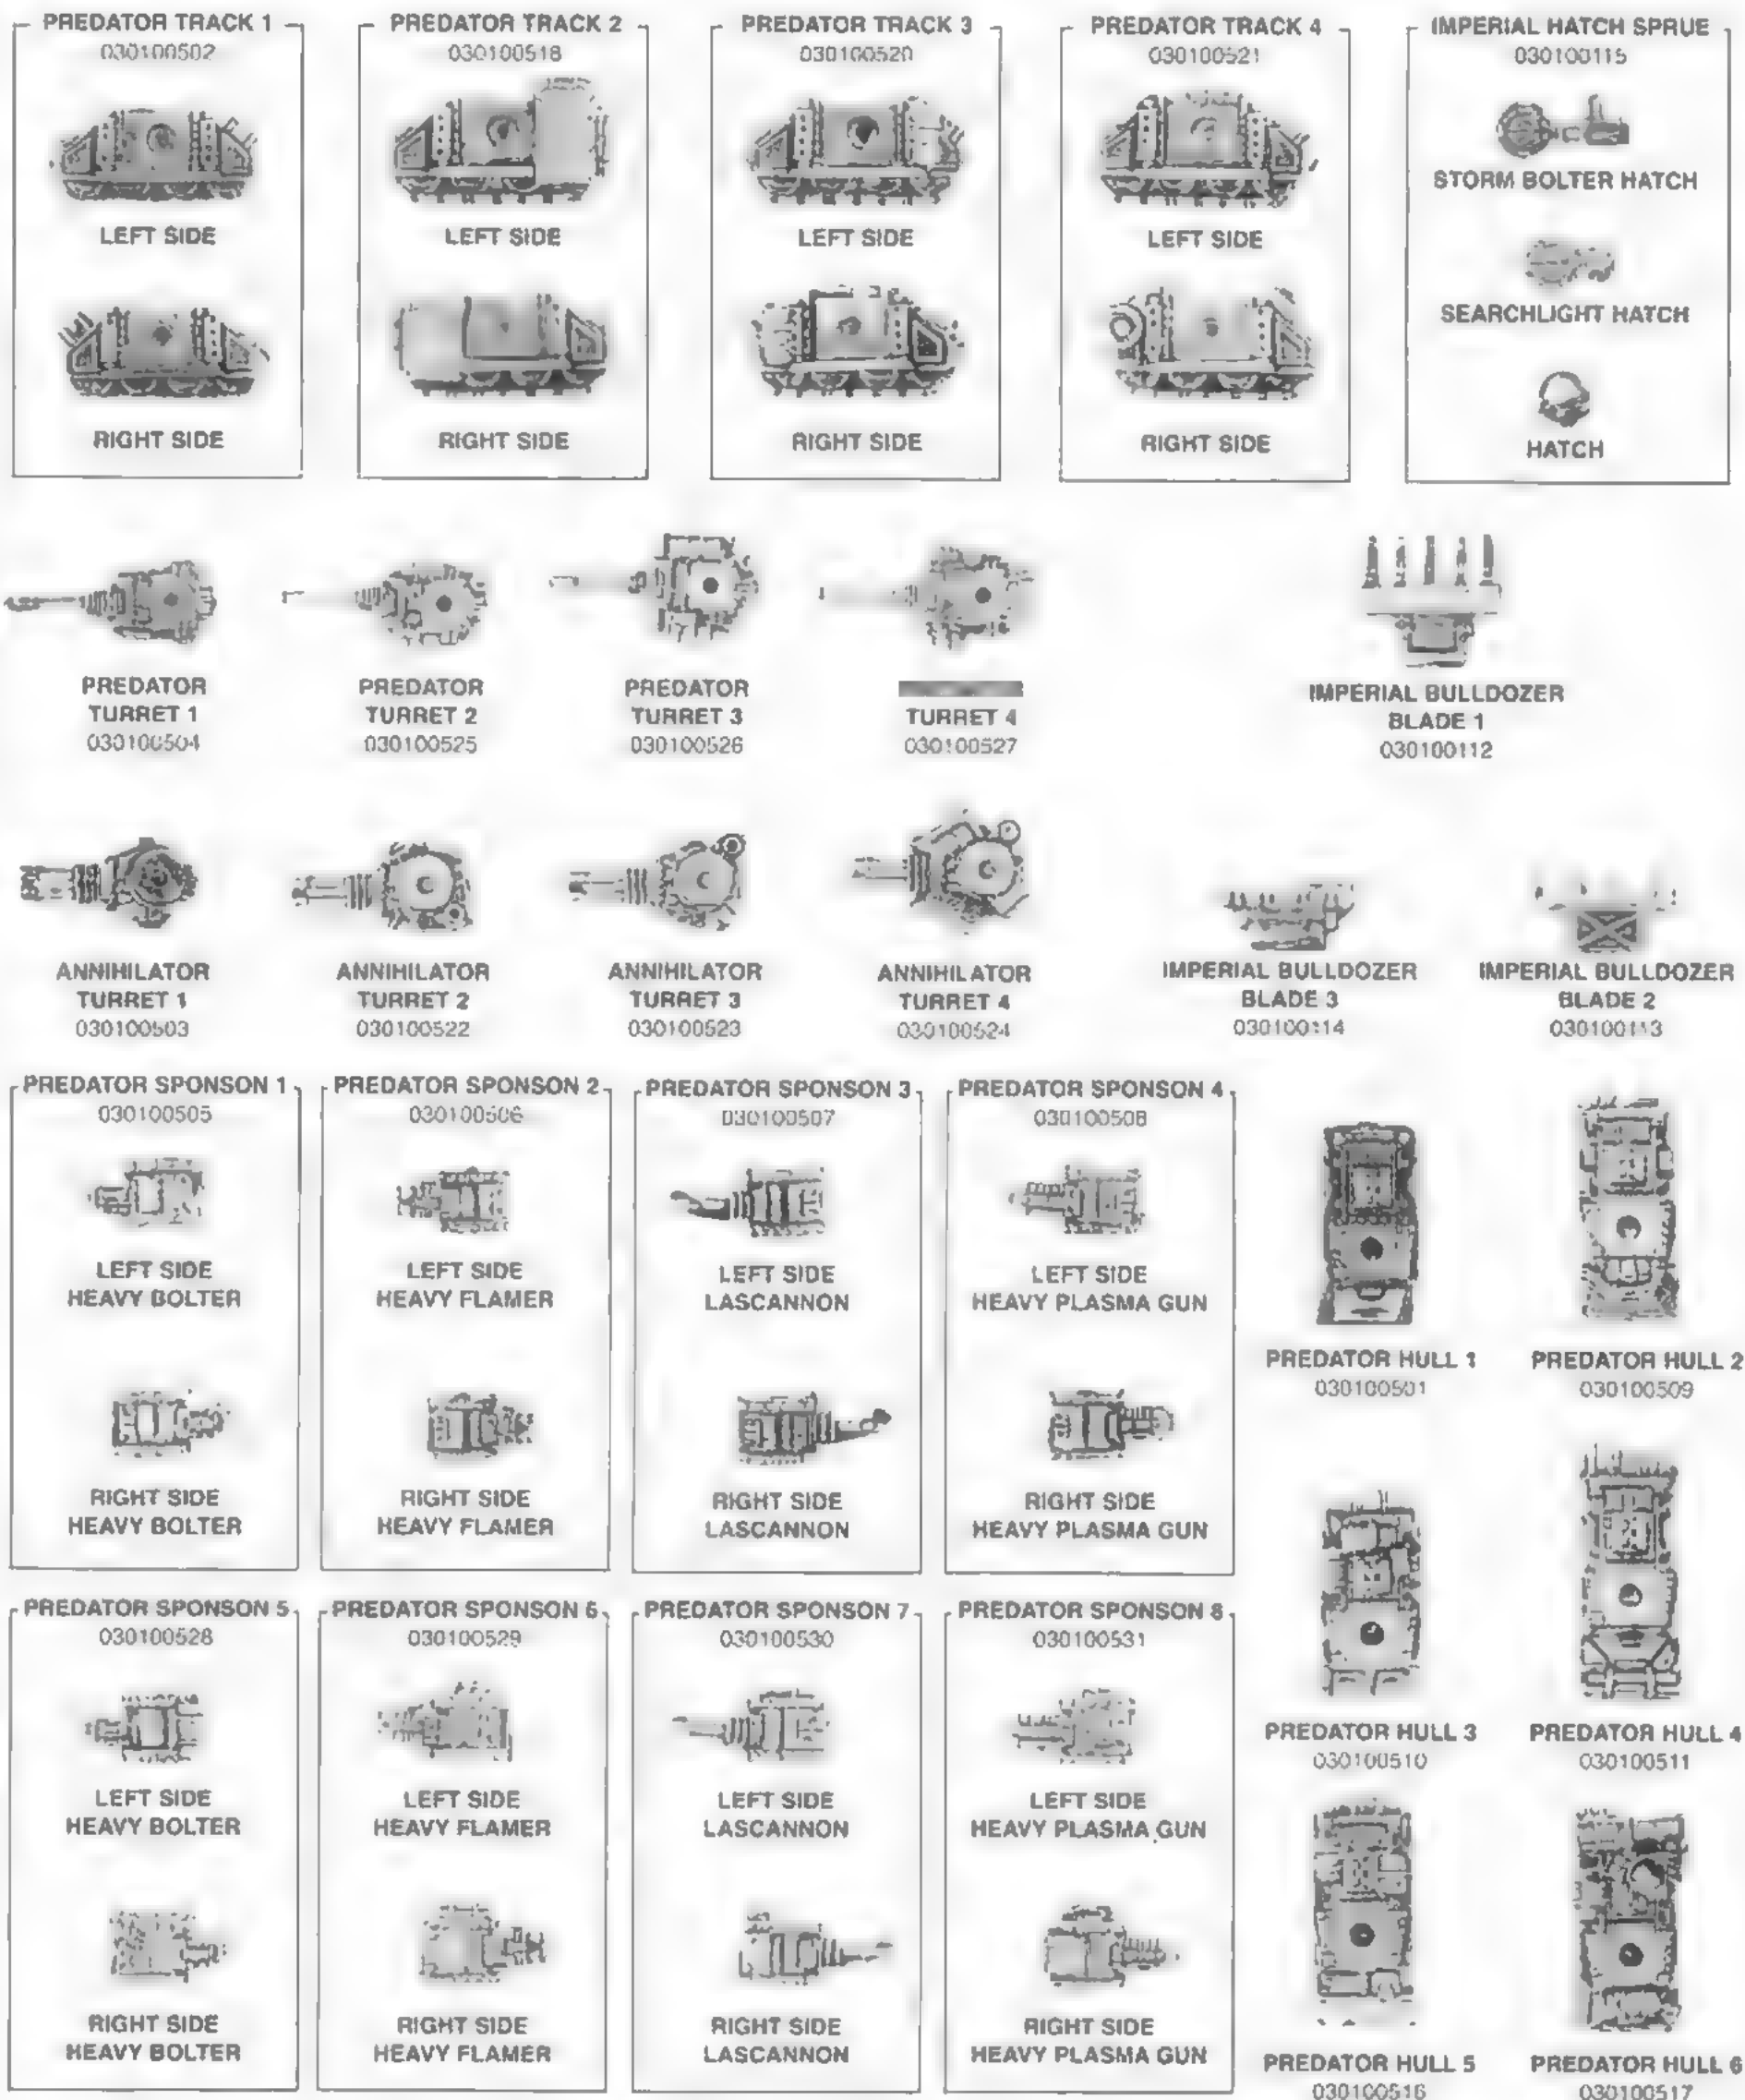 PREDATOR TRACK 1
030100502
LEFT SIDE
RIGHT SIDE
PREDATOR TRACK 2
030100518
LEFT SIDE
RIGHT SIDE
PREDATOR TRACK 3
030100520
LEFT SIDE
RIGHT SIDE
PREDATOR TRACK 4
030100521
LEFT SIDE
RIGHT SIDE
IMPERIAL HATCH SPRUE
030100115
STORM BOLTER HATCH
SEARCHLIGHT HATCH
HATCH
PREDATOR
TURRET 1
030100504
PREDATOR
TURRET 2
030100525
PREDATOR
TURRET 3
030100526
TURRET 4
030100527
IMPERIAL BULLDOZER
BLADE 1
030100112
ANNIHILATOR
TURRET 1
030100503
ANNIHILATOR
TURRET 2
030100522
ANNIHILATOR
TURRET 3
030100523
ANNIHILATOR
TURRET 4
030100524
IMPERIAL BULLDOZER
BLADE 3
030100114
IMPERIAL BULLDOZER
BLADE 2
030100113
PREDATOR SPONSON 1
030100505
LEFT SIDE
HEAVY BOLTER
RIGHT SIDE
HEAVY BOLTER
PREDATOR SPONSON 2
030100506
LEFT SIDE
HEAVY FLAMER
RIGHT SIDE
HEAVY FLAMER
PREDATOR SPONSON 3
030100507
LEFT SIDE
LASCANNON
RIGHT SIDE
LASCANNON
PREDATOR SPONSON 4
030100508
LEFT SIDE
HEAVY PLASMA GUN
RIGHT SIDE
HEAVY PLASMA GUN
PREDATOR HULL 1
030100501
PREDATOR HULL 2
030100509
PREDATOR SPONSON 5
030100528
LEFT SIDE
HEAVY BOLTER
RIGHT SIDE
HEAVY BOLTER
PREDATOR SPONSON 6
030100529
LEFT SIDE
HEAVY FLAMER
RIGHT SIDE
HEAVY FLAMER
PREDATOR SPONSON 7
030100530
LEFT SIDE
LASCANNON
RIGHT SIDE
LASCANNON
PREDATOR SPONSON 8
030100531
LEFT SIDE
HEAVY PLASMA GUN
RIGHT SIDE
HEAVY PLASMA GUN
PREDATOR HULL 3
030100510
PREDATOR HULL 4
030100511
PREDATOR HULL 5
030100516
PREDATOR HULL 6
030100517